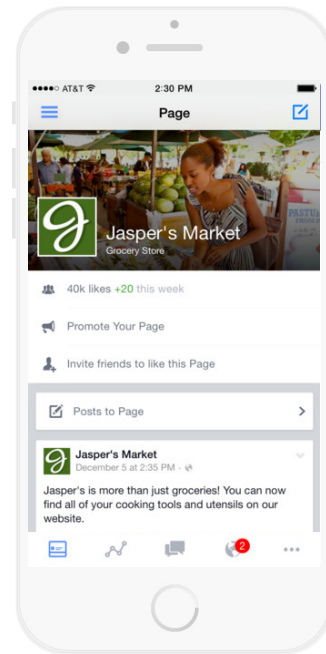 AT&T 2:30 PM
Page
PASTU
Jasper's Market
Grocery Store
40k likes +20 this week
Promote Your Page
Invite friends to like this Page
Posts to Page
Jasper's Market
December 5 at 2:35 PM ·
Jasper's is more than just groceries! You can now
find all of your cooking tools and utensils on our
website.
2